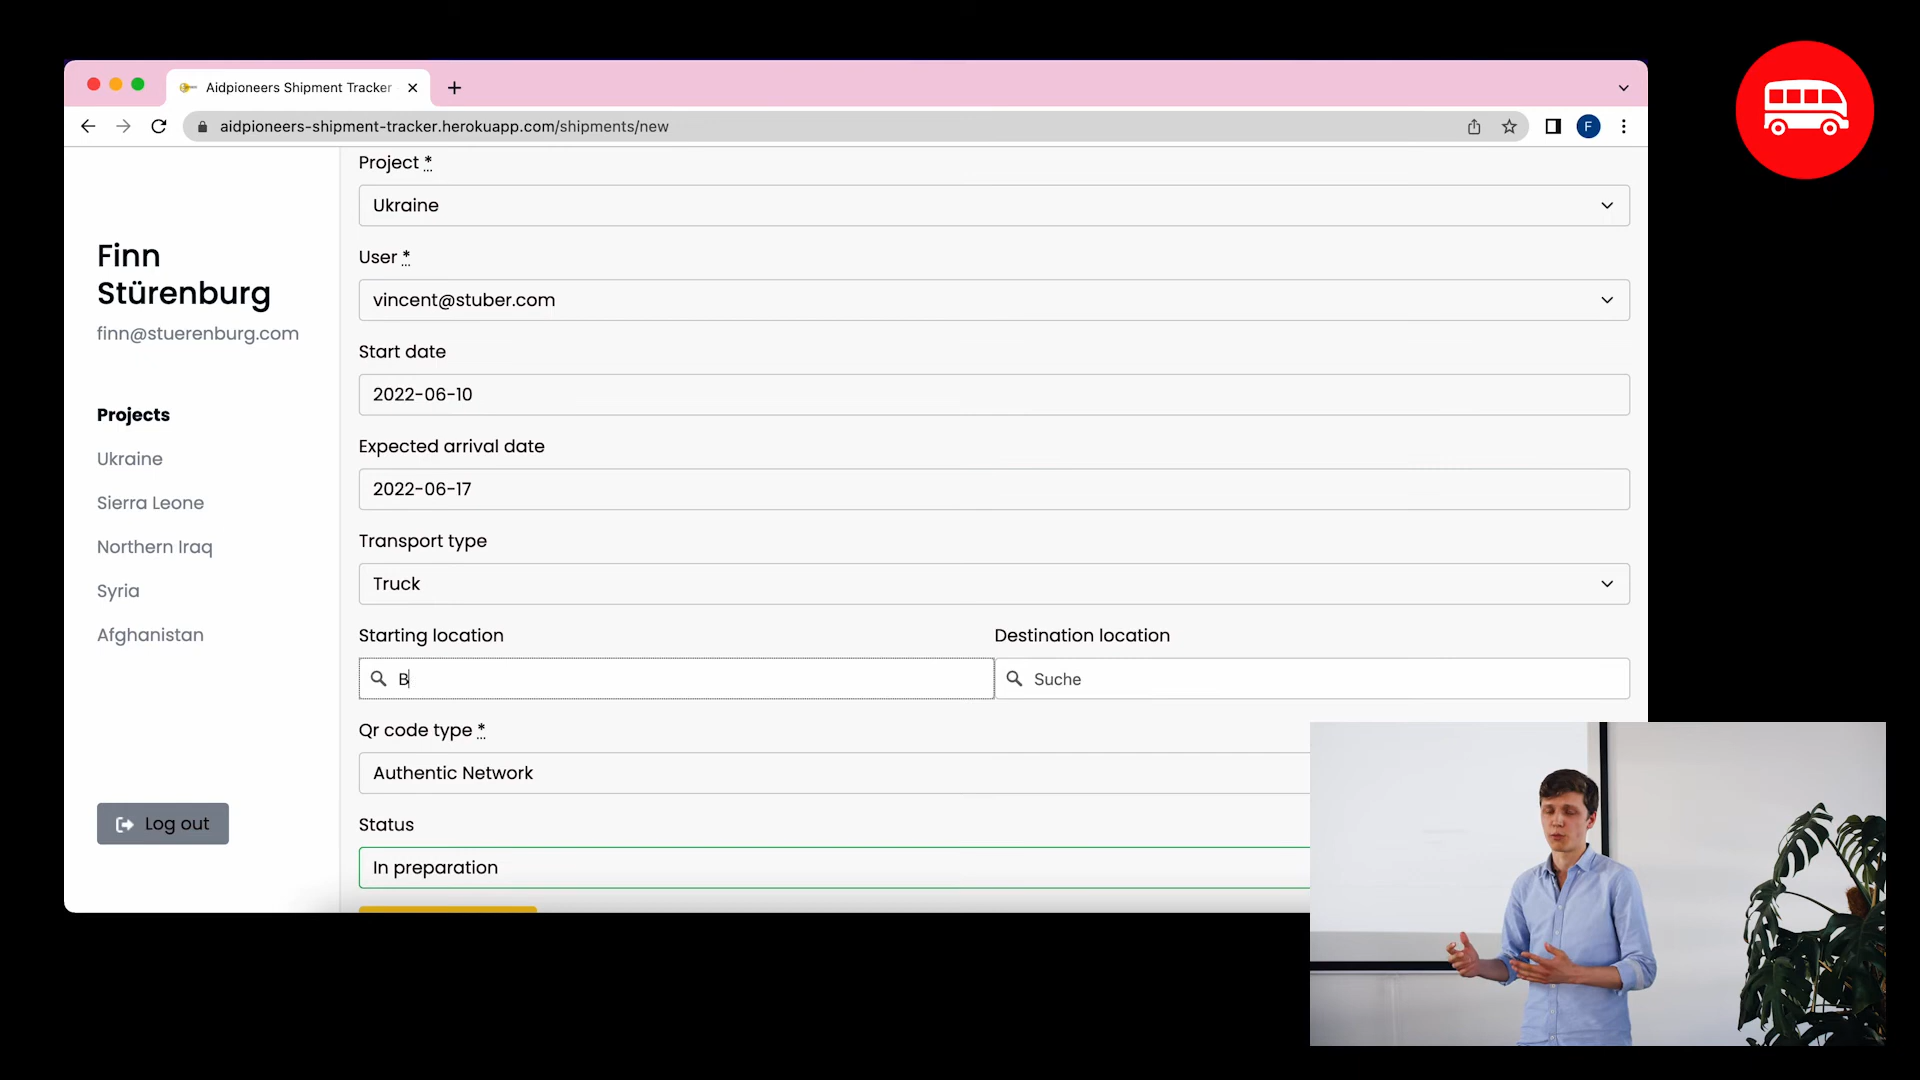 Aidpioneers Shipment Tracker
aidpioneers-shipment-tracker.herokuapp.com/shipments/new
F
Finn
Stürenburg
finn@stuerenburg.com
Projects
Ukraine
Sierra Leone
Northern Iraq
Syria
Afghanistan
Log out
Project *
Ukraine
User *
vincent@stuber.com
Start date
2022-06-10
Expected arrival date
2022-06-17
Transport type
Truck
Starting location
B
Destination location
Suche
Qr code type *
Authentic Network
Status
In preparation